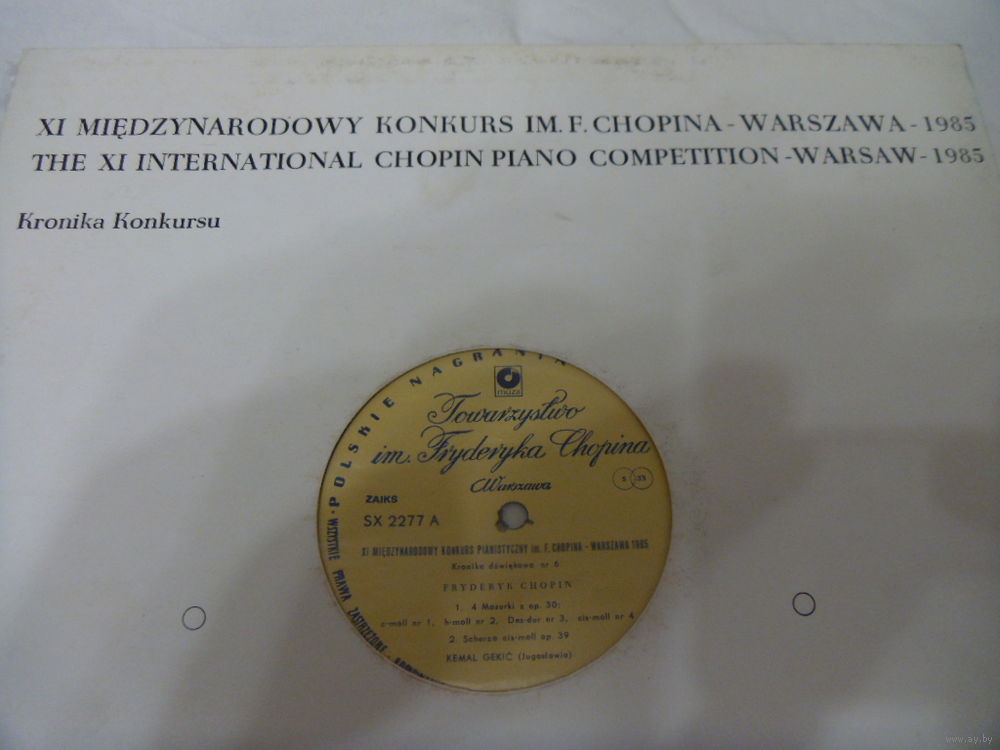 XI MIĘDZYNARODOWY KONKURS IM. F. CHOPINA - WARSZAWA - 1985
THE XI INTERNATIONAL CHOPIN PIANO COMPETITION - WARSAW - 1985
Kronika Konkursu
POLSKIE NAGRANIA
muza
Towarzystwo
im. Fryderyka Chopina
Warszawa
S 33
ZAIKS
SX 2277 A
XI MIĘDZYNARODOWY KONKURS PIANISTYCZNY im. F. CHOPINA - WARSZAWA 1985
Kronika dźwiękowa nr 6
FRYDERYK CHOPIN
1. 4 Mazurki z op. 30:
c-moll nr 1, h-moll nr 2, Des-dur nr 3, cis-moll nr 4
2. Scherzo cis-moll op. 39
KEMAL GEKIĆ (Jugosławia)
• WSZYSTKIE PRAWA ZASTRZEŻONE •
www.ay.by